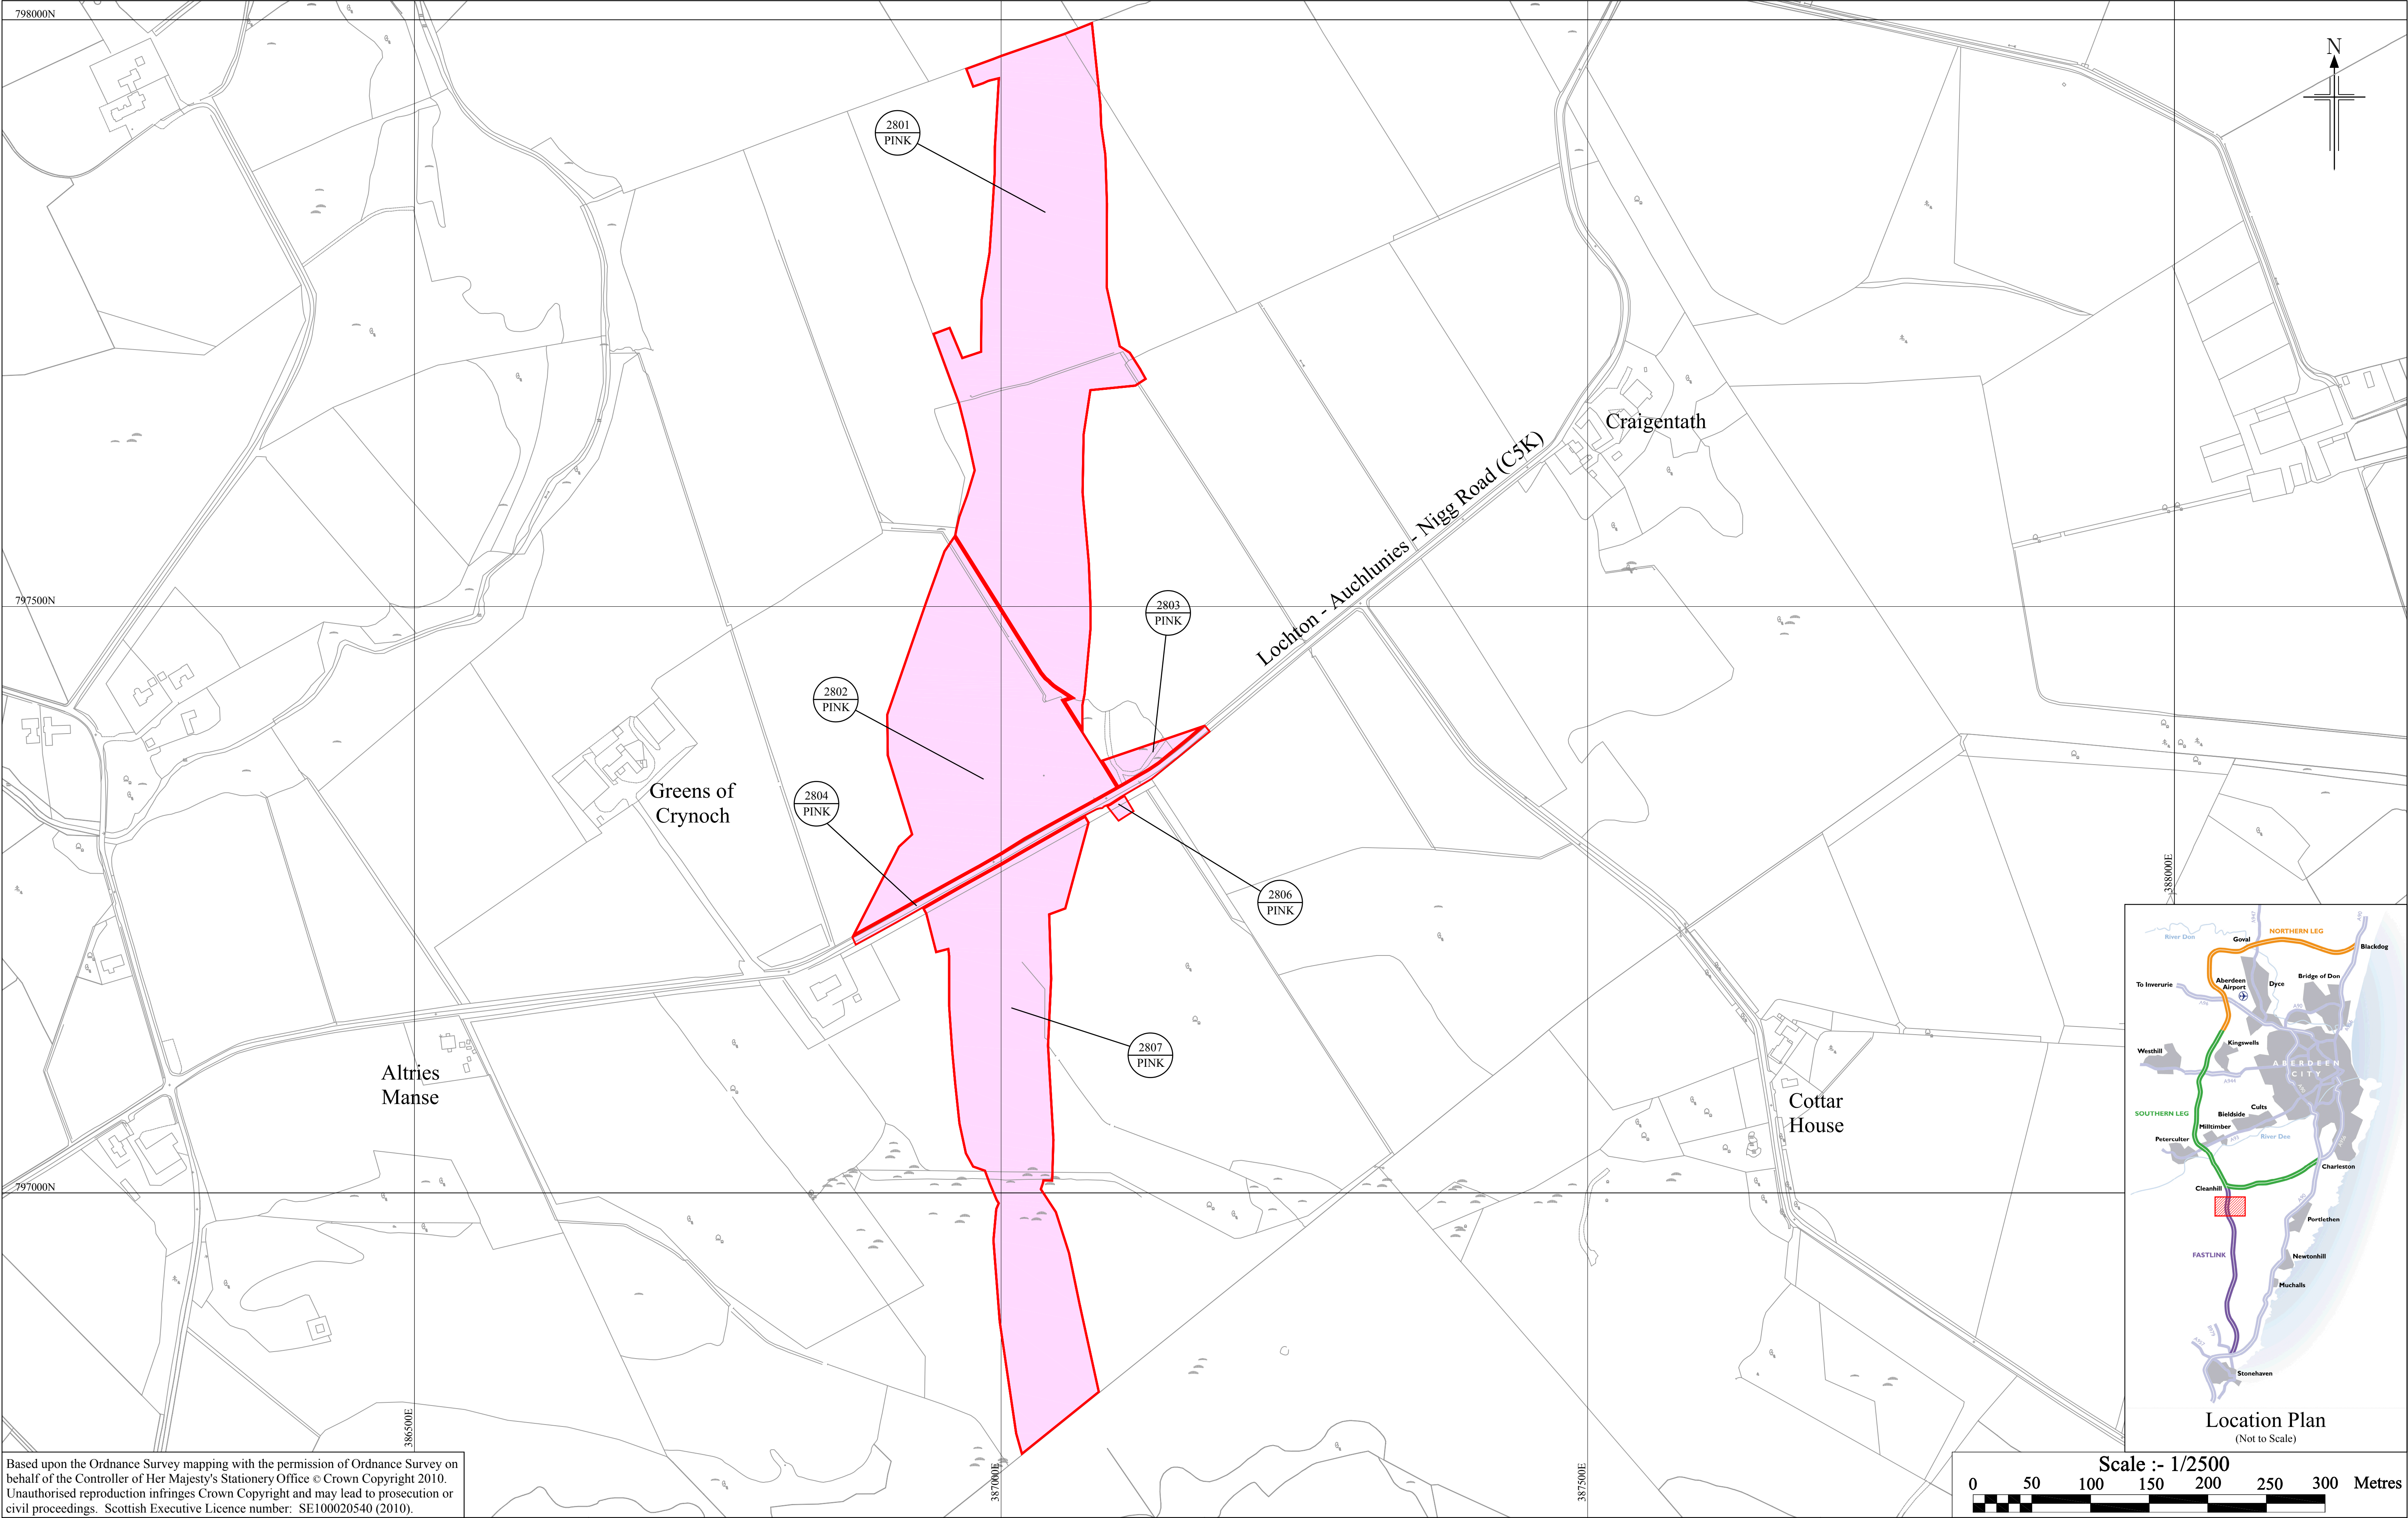 798000N
N
2801
PINK
Craigentath
Lochton - Auchlunies - Nigg Road (C5K)
797500N
2803
PINK
2802
PINK
Greens of
Crynoch
2804
PINK
2806
PINK
388000E
2807
PINK
Altries
Manse
Cottar
House
797000N
386500E
387000E
387500E
River Don
Goval
NORTHERN LEG
A947
A90
Blackdog
To Inverurie
Aberdeen
Airport
Dyce
Bridge of Don
A96
Westhill
Kingswells
A944
ABERDEEN
CITY
SOUTHERN LEG
Cults
Bieldside
Milltimber
Peterculter
A93
River Dee
Charleston
Cleanhill
Portlethen
FASTLINK
Newtonhill
Muchalls
A957
Stonehaven
Location Plan
(Not to Scale)
Based upon the Ordnance Survey mapping with the permission of Ordnance Survey on
behalf of the Controller of Her Majesty's Stationery Office © Crown Copyright 2010.
Unauthorised reproduction infringes Crown Copyright and may lead to prosecution or
civil proceedings. Scottish Executive Licence number: SE100020540 (2010).
Scale :- 1/2500
0 50 100 150 200 250 300 Metres